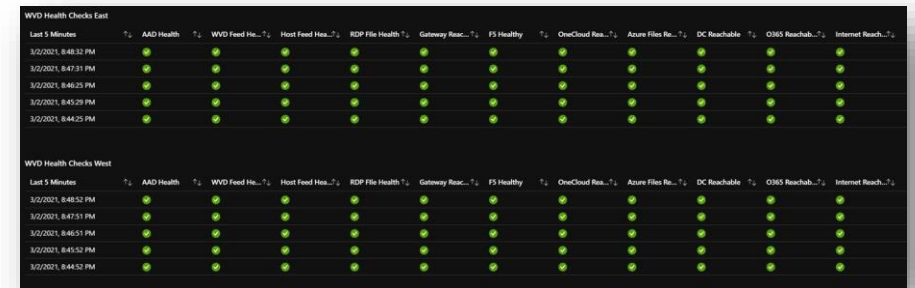 WVD Health Checks East
Last 5 Minutes AAD Health WVD Feed He... Host Feed Hea... RDP FIle Health Gateway Reac... F5 Healthy OneCloud Rea... Azure Files Re... DC Reachable O365 Reachab... Internet Reach...
3/2/2021, 8:48:32 PM
3/2/2021, 8:47:31 PM
3/2/2021, 8:46:25 PM
3/2/2021, 8:45:29 PM
3/2/2021, 8:44:25 PM
WVD Health Checks West
Last 5 Minutes AAD Health WVD Feed He... Host Feed Hea... RDP FIle Health Gateway Reac... F5 Healthy OneCloud Rea... Azure Files Re... DC Reachable O365 Reachab... Internet Reach...
3/2/2021, 8:48:52 PM
3/2/2021, 8:47:51 PM
3/2/2021, 8:46:51 PM
3/2/2021, 8:45:52 PM
3/2/2021, 8:44:52 PM